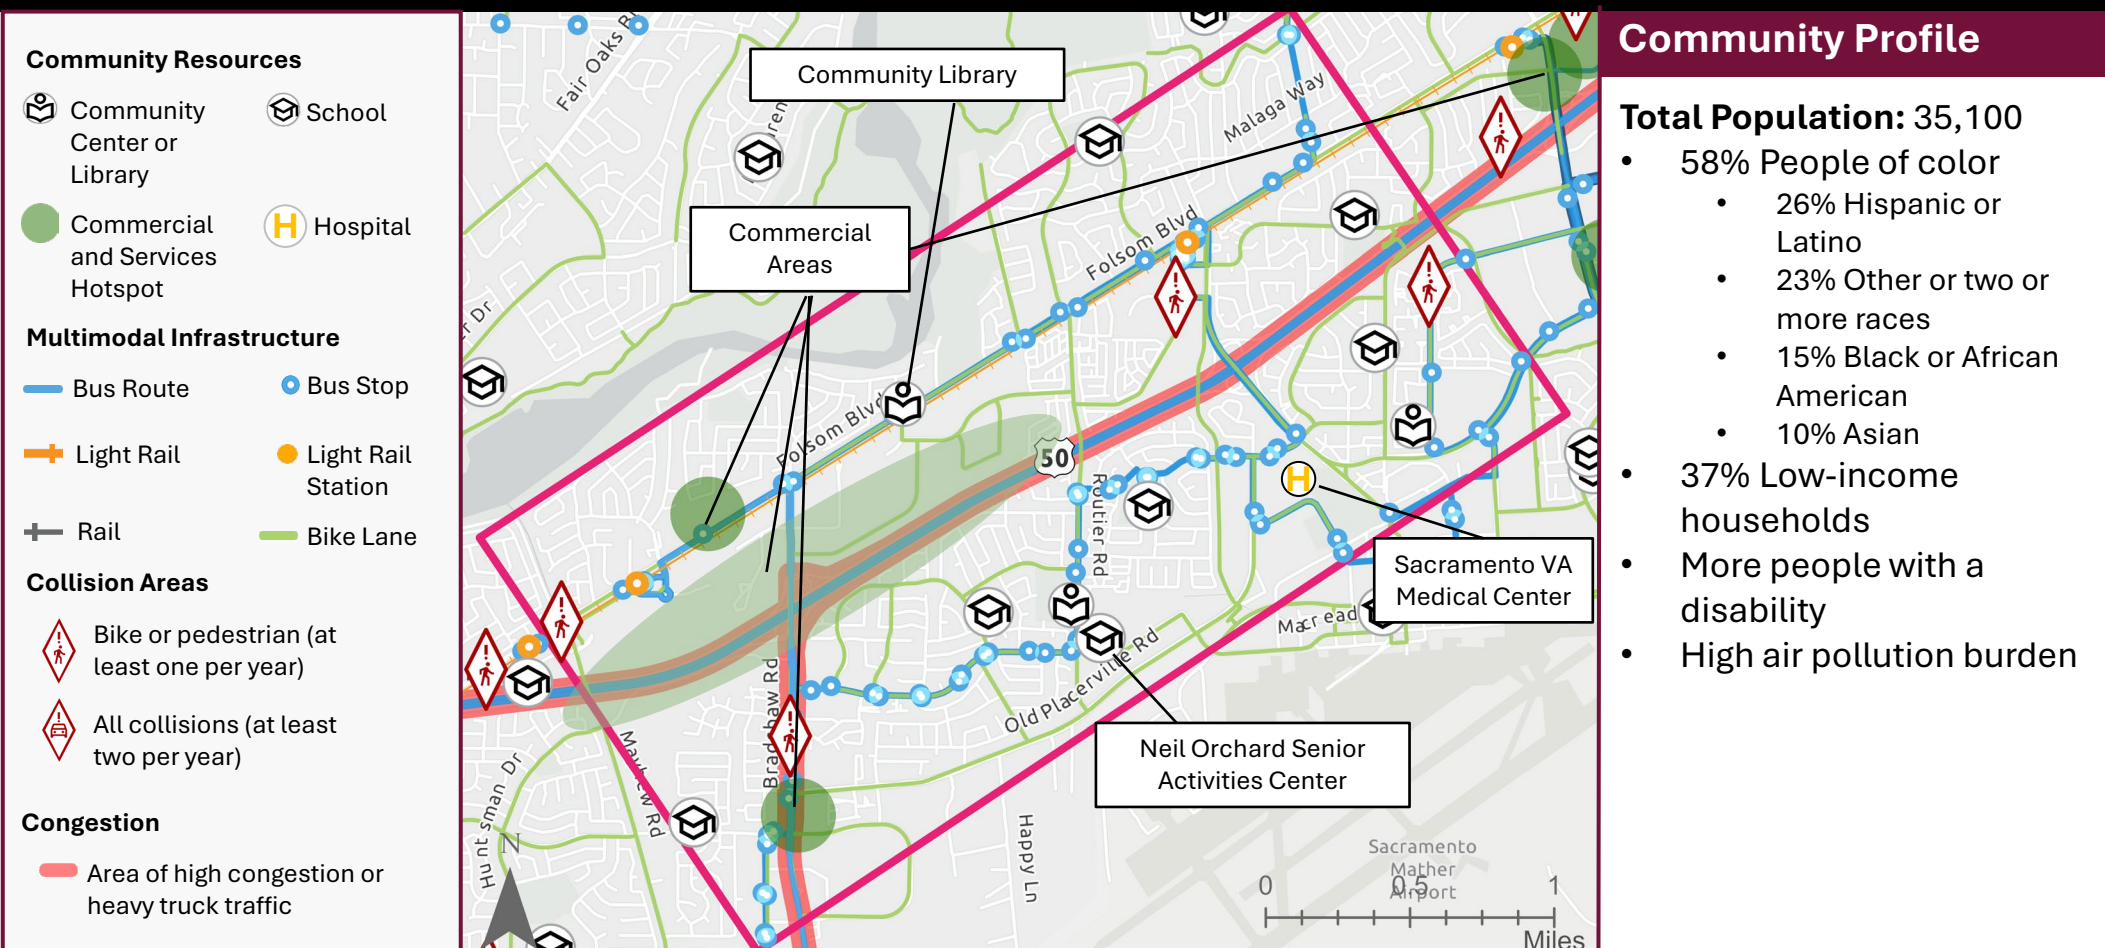 Community Resources
Community
Center or
Library
School
Commercial
and Services
Hotspot
Hospital
Multimodal Infrastructure
Bus Route
Bus Stop
Light Rail
Light Rail
Station
Rail
Bike Lane
Collision Areas
Bike or pedestrian (at
least one per year)
All collisions (at least
two per year)
Congestion
Area of high congestion or
heavy truck traffic
Fair Oaks
Community Library
Malaga Way
Commercial
Areas
Folsom Blvd
Folsom Blvd
50
Routier Rd
H
Sacramento VA
Medical Center
Old Placerville Rd
Bradshaw Rd
Mayhew Rd
Neil Orchard Senior
Activities Center
Huntsman Dr
Happy Ln
N
Sacramento
Mather
Airport
0 0.5 1
Miles
Community Profile
Total Population: 35,100
• 58% People of color
• 26% Hispanic or
Latino
• 23% Other or two or
more races
• 15% Black or African
American
• 10% Asian
• 37% Low-income
households
• More people with a
disability
• High air pollution burden